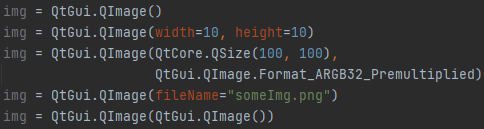 img = QtGui.QImage()
img = QtGui.QImage(width=10, height=10)
img = QtGui.QImage(QtCore.QSize(100, 100),
                   QtGui.QImage.Format_ARGB32_Premultiplied)
img = QtGui.QImage(fileName="someImg.png")
img = QtGui.QImage(QtGui.QImage())